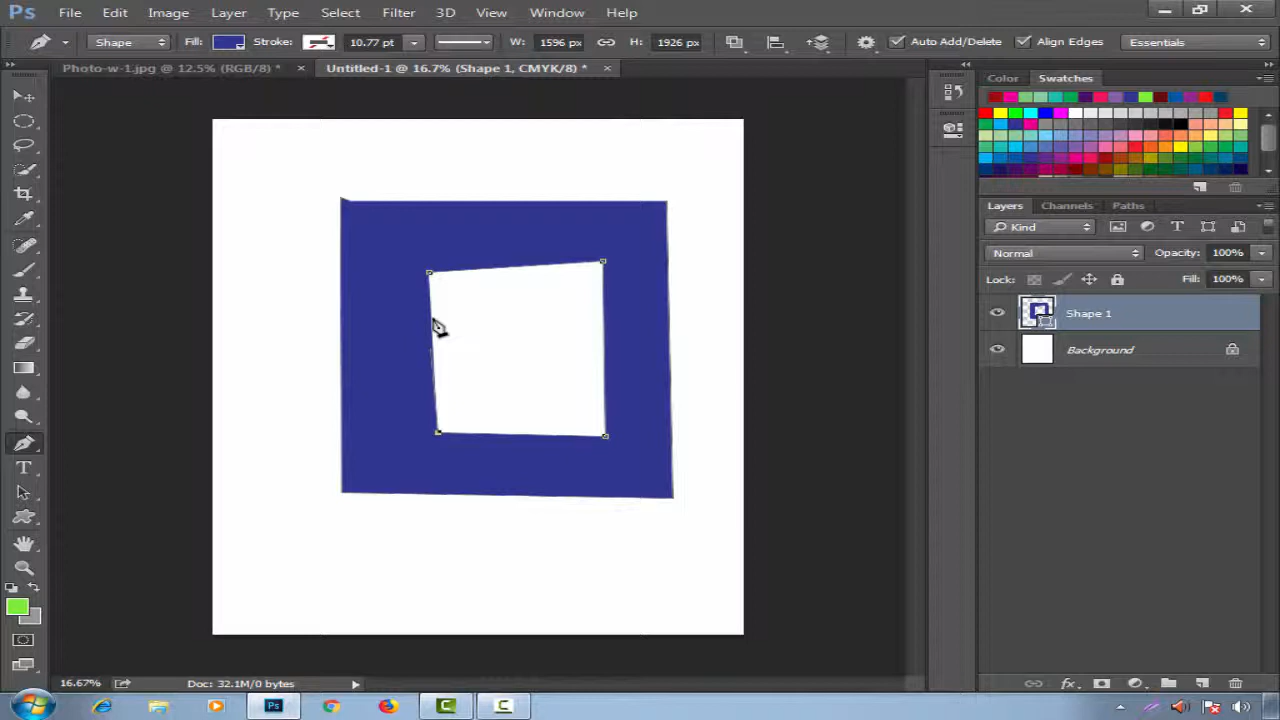 Ps File Edit Image Layer Type Select Filter 3D View Window Help
Shape Fill: Stroke: 10.77 pt W: 1596 px H: 1926 px Auto Add/Delete Align Edges Essentials
Photo-w-1.jpg @ 12.5% (RGB/8) * × Untitled-1 @ 16.7% (Shape 1, CMYK/8) * ×
Color Swatches
Layers Channels Paths
Kind
Normal Opacity: 100%
Lock: Fill: 100%
Shape 1
Background
fx
16.67% Doc: 32.1M/0 bytes
Ps